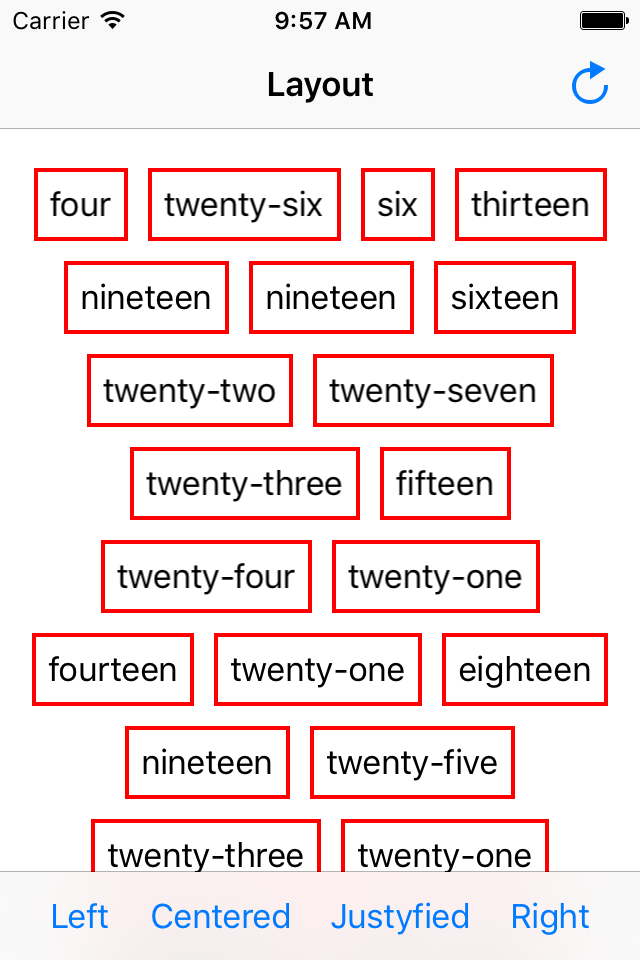 Carrier 9:57 AM
Layout
four twenty-six six thirteen
nineteen nineteen sixteen
twenty-two twenty-seven
twenty-three fifteen
twenty-four twenty-one
fourteen twenty-one eighteen
nineteen twenty-five
twenty-three twenty-one
Left Centered Justyfied Right